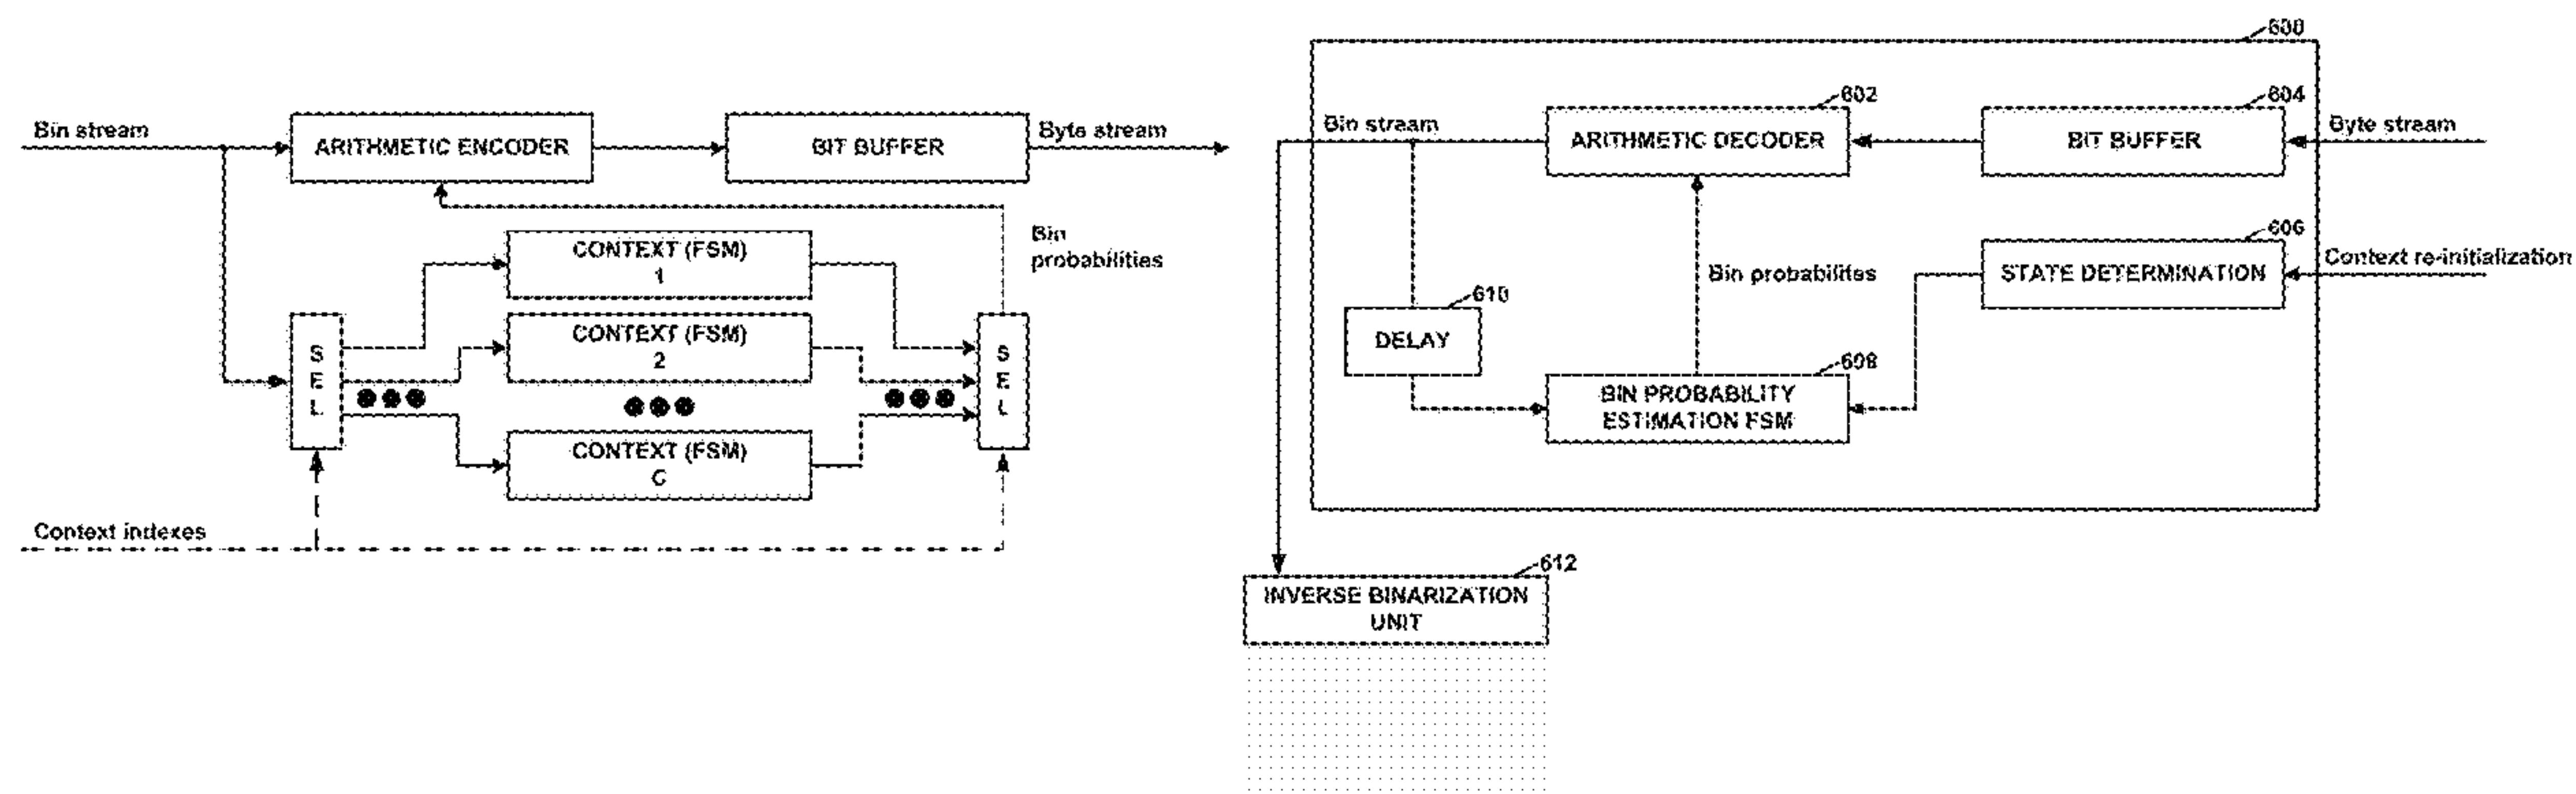 Bin stream
ARITHMETIC ENCODER
BIT BUFFER
Byte stream
Bin
probabilities
CONTEXT (FSM)
1
CONTEXT (FSM)
2
CONTEXT (FSM)
C
S
E
L
S
E
L
Context indexes
600
Bin stream
602
ARITHMETIC DECODER
604
BIT BUFFER
Byte stream
606
STATE DETERMINATION
Context re-initialization
Bin probabilites
610
DELAY
608
BIN PROBABILITY
ESTIMATION FSM
612
INVERSE BINARIZATION
UNIT